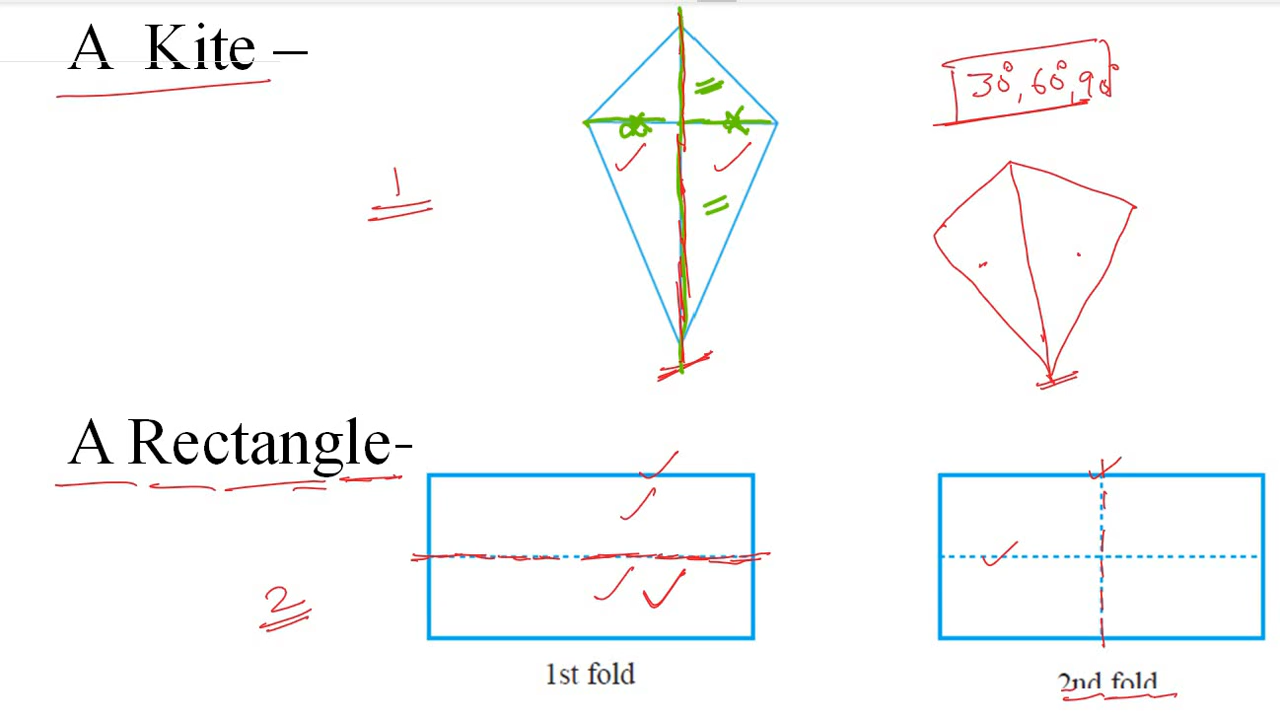 A Kite –
30°, 60°, 90°
1
A Rectangle-
2
1st fold
2nd fold